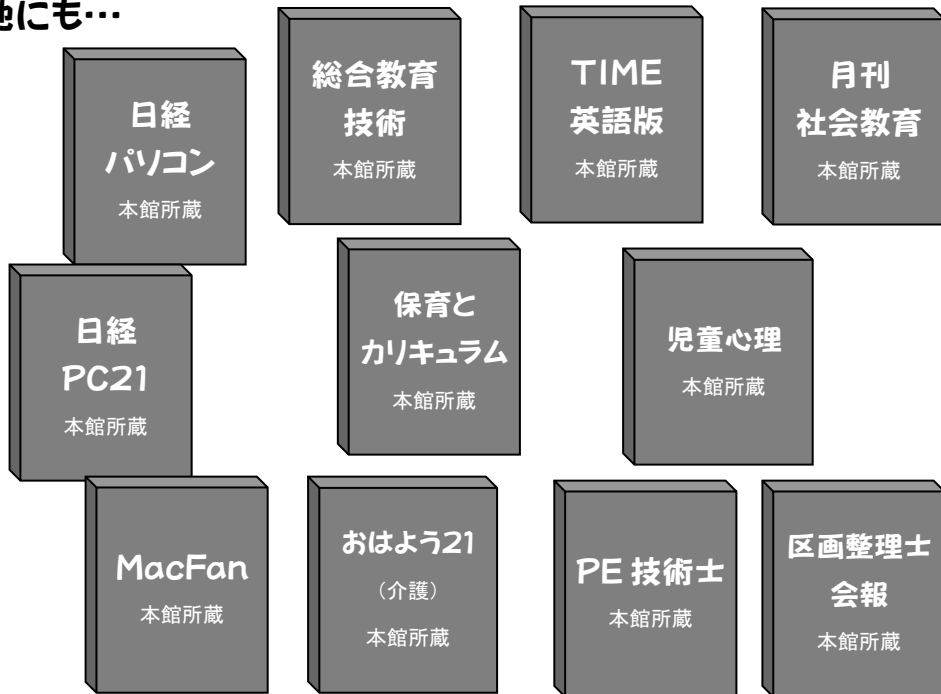 他にも…
日経
パソコン
本館所蔵
総合教育
技術
本館所蔵
TIME
英語版
本館所蔵
月刊
社会教育
本館所蔵
日経
PC21
本館所蔵
保育と
カリキュラム
本館所蔵
児童心理
本館所蔵
MacFan
本館所蔵
おはよう21
（介護）
本館所蔵
PE 技術士
本館所蔵
区画整理士
会報
本館所蔵